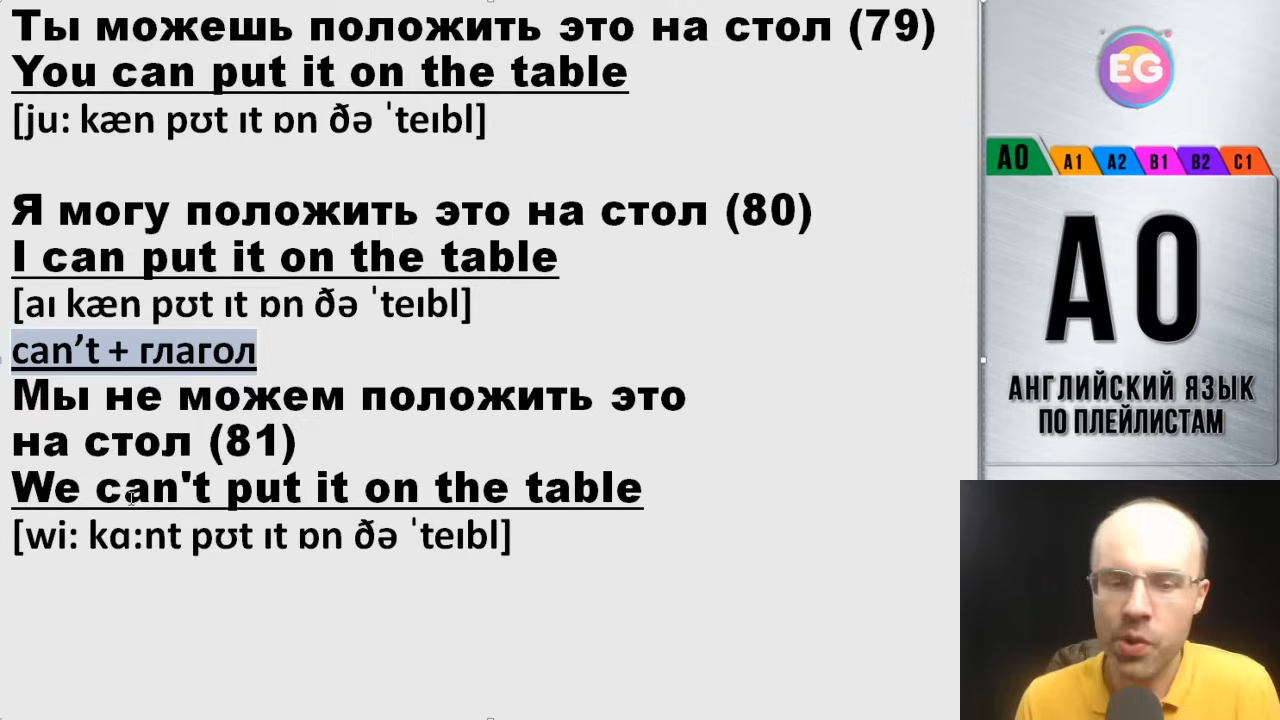 Ты можешь положить это на стол (79)
You can put it on the table
[ju: kæn pʊt ɪt ɒn ðə ˈteɪbl]
Я могу положить это на стол (80)
I can put it on the table
[aɪ kæn pʊt ɪt ɒn ðə ˈteɪbl]
can’t + глагол
Мы не можем положить это
на стол (81)
We can't put it on the table
[wi: kɑ:nt pʊt ɪt ɒn ðə ˈteɪbl]
EG
A0 A1 A2 B1 B2 C1
A0
АНГЛИЙСКИЙ ЯЗЫК
ПО ПЛЕЙЛИСТАМ